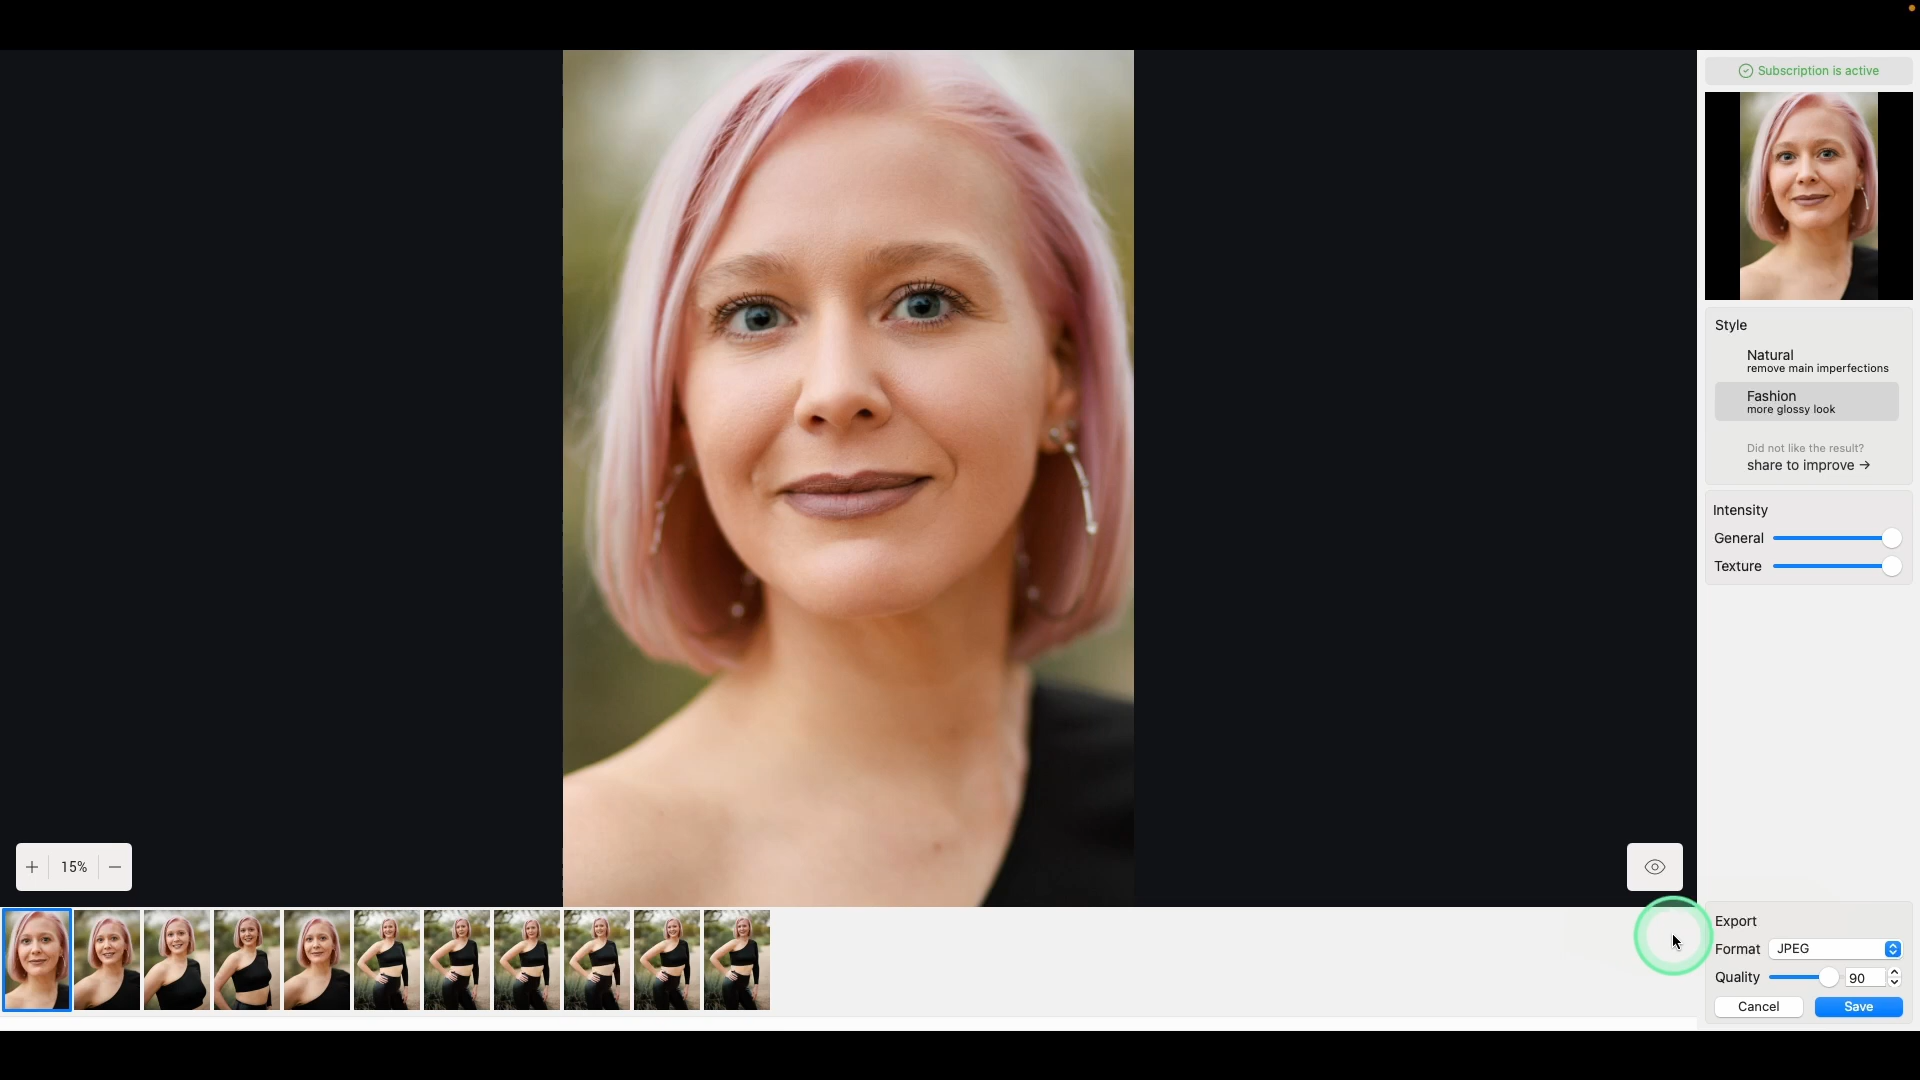 Subscription is active
Style
Natural
remove main imperfections
Fashion
more glossy look
Did not like the result?
share to improve →
Intensity
General
Texture
15%
Export
Format JPEG
Quality 90
Cancel Save